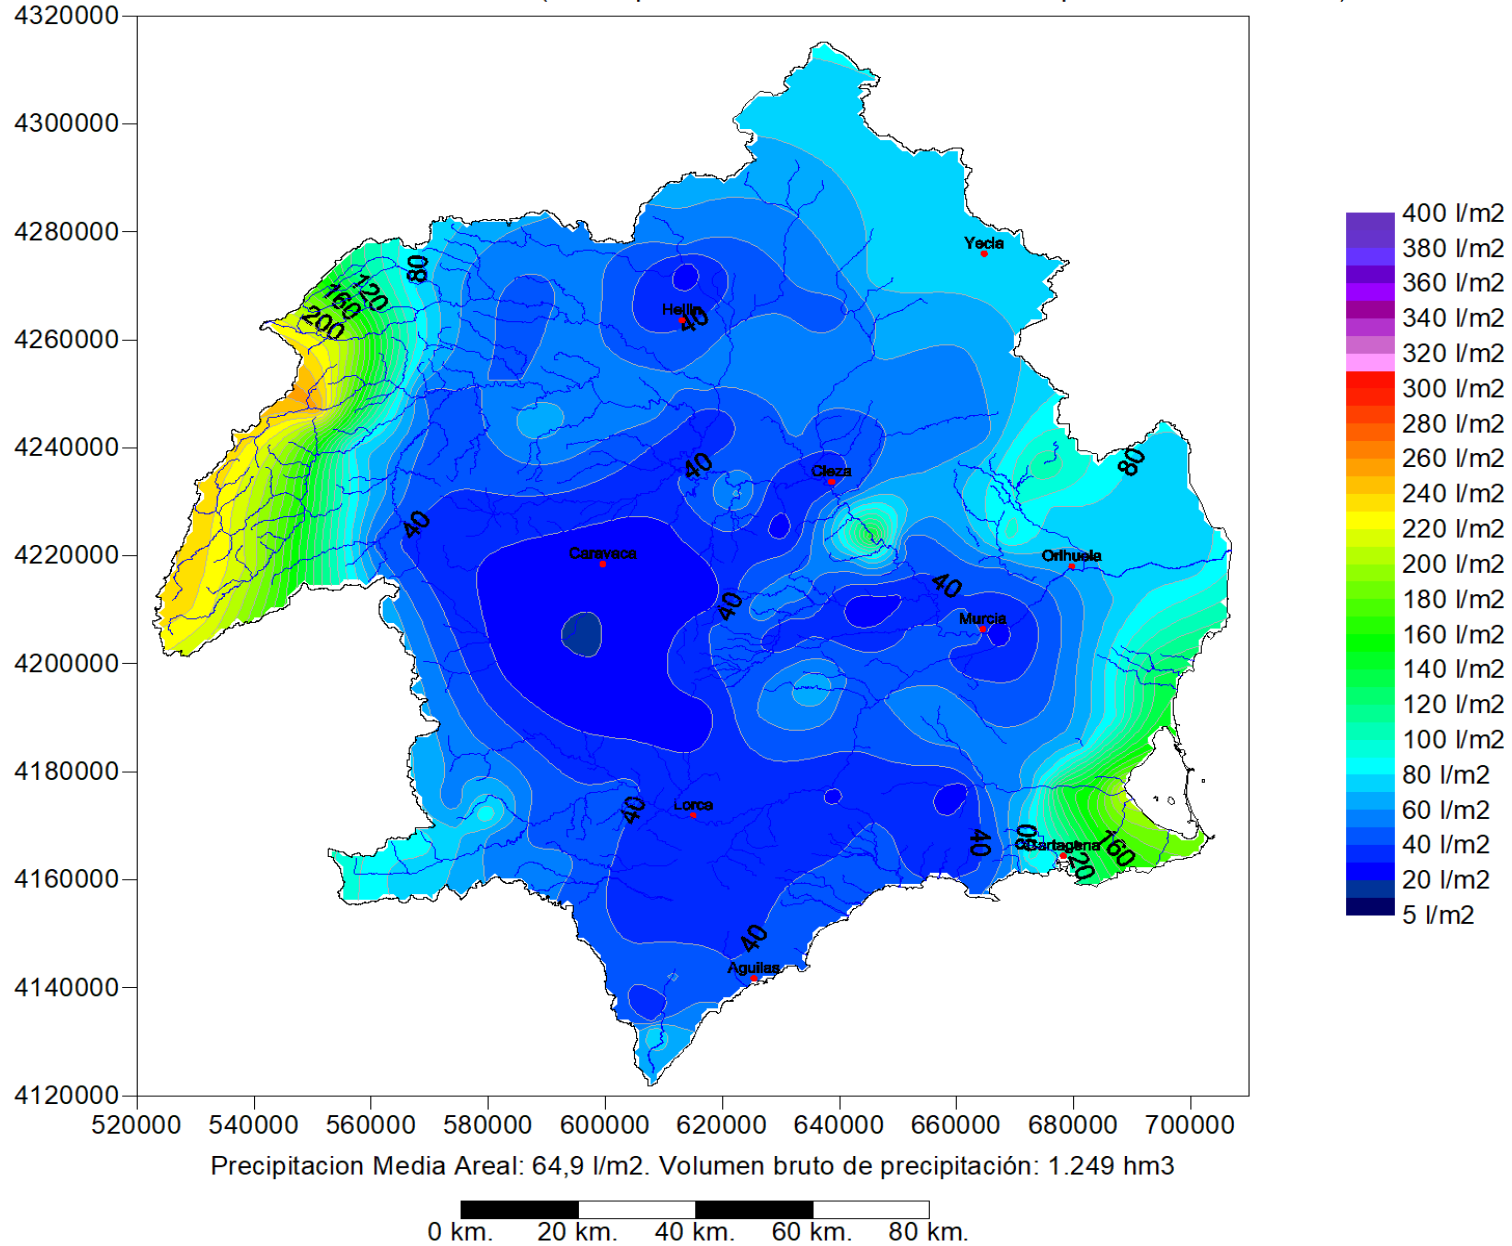 4320000
4300000
4280000
4260000
4240000
4220000
4200000
4180000
4160000
4140000
4120000
520000
540000
560000
580000
600000
620000
640000
660000
680000
700000
Yecla
80
120
160
200
Hellin
40
40
Cieza
80
40
Caravaca
Orihuela
40
40
Murcia
40
Lorca
40
80
Cartagena
120
160
40
Aguilas
400 l/m2
380 l/m2
360 l/m2
340 l/m2
320 l/m2
300 l/m2
280 l/m2
260 l/m2
240 l/m2
220 l/m2
200 l/m2
180 l/m2
160 l/m2
140 l/m2
120 l/m2
100 l/m2
80 l/m2
60 l/m2
40 l/m2
20 l/m2
5 l/m2
Precipitacion Media Areal: 64,9 l/m2. Volumen bruto de precipitación: 1.249 hm3
0 km. 20 km. 40 km. 60 km. 80 km.